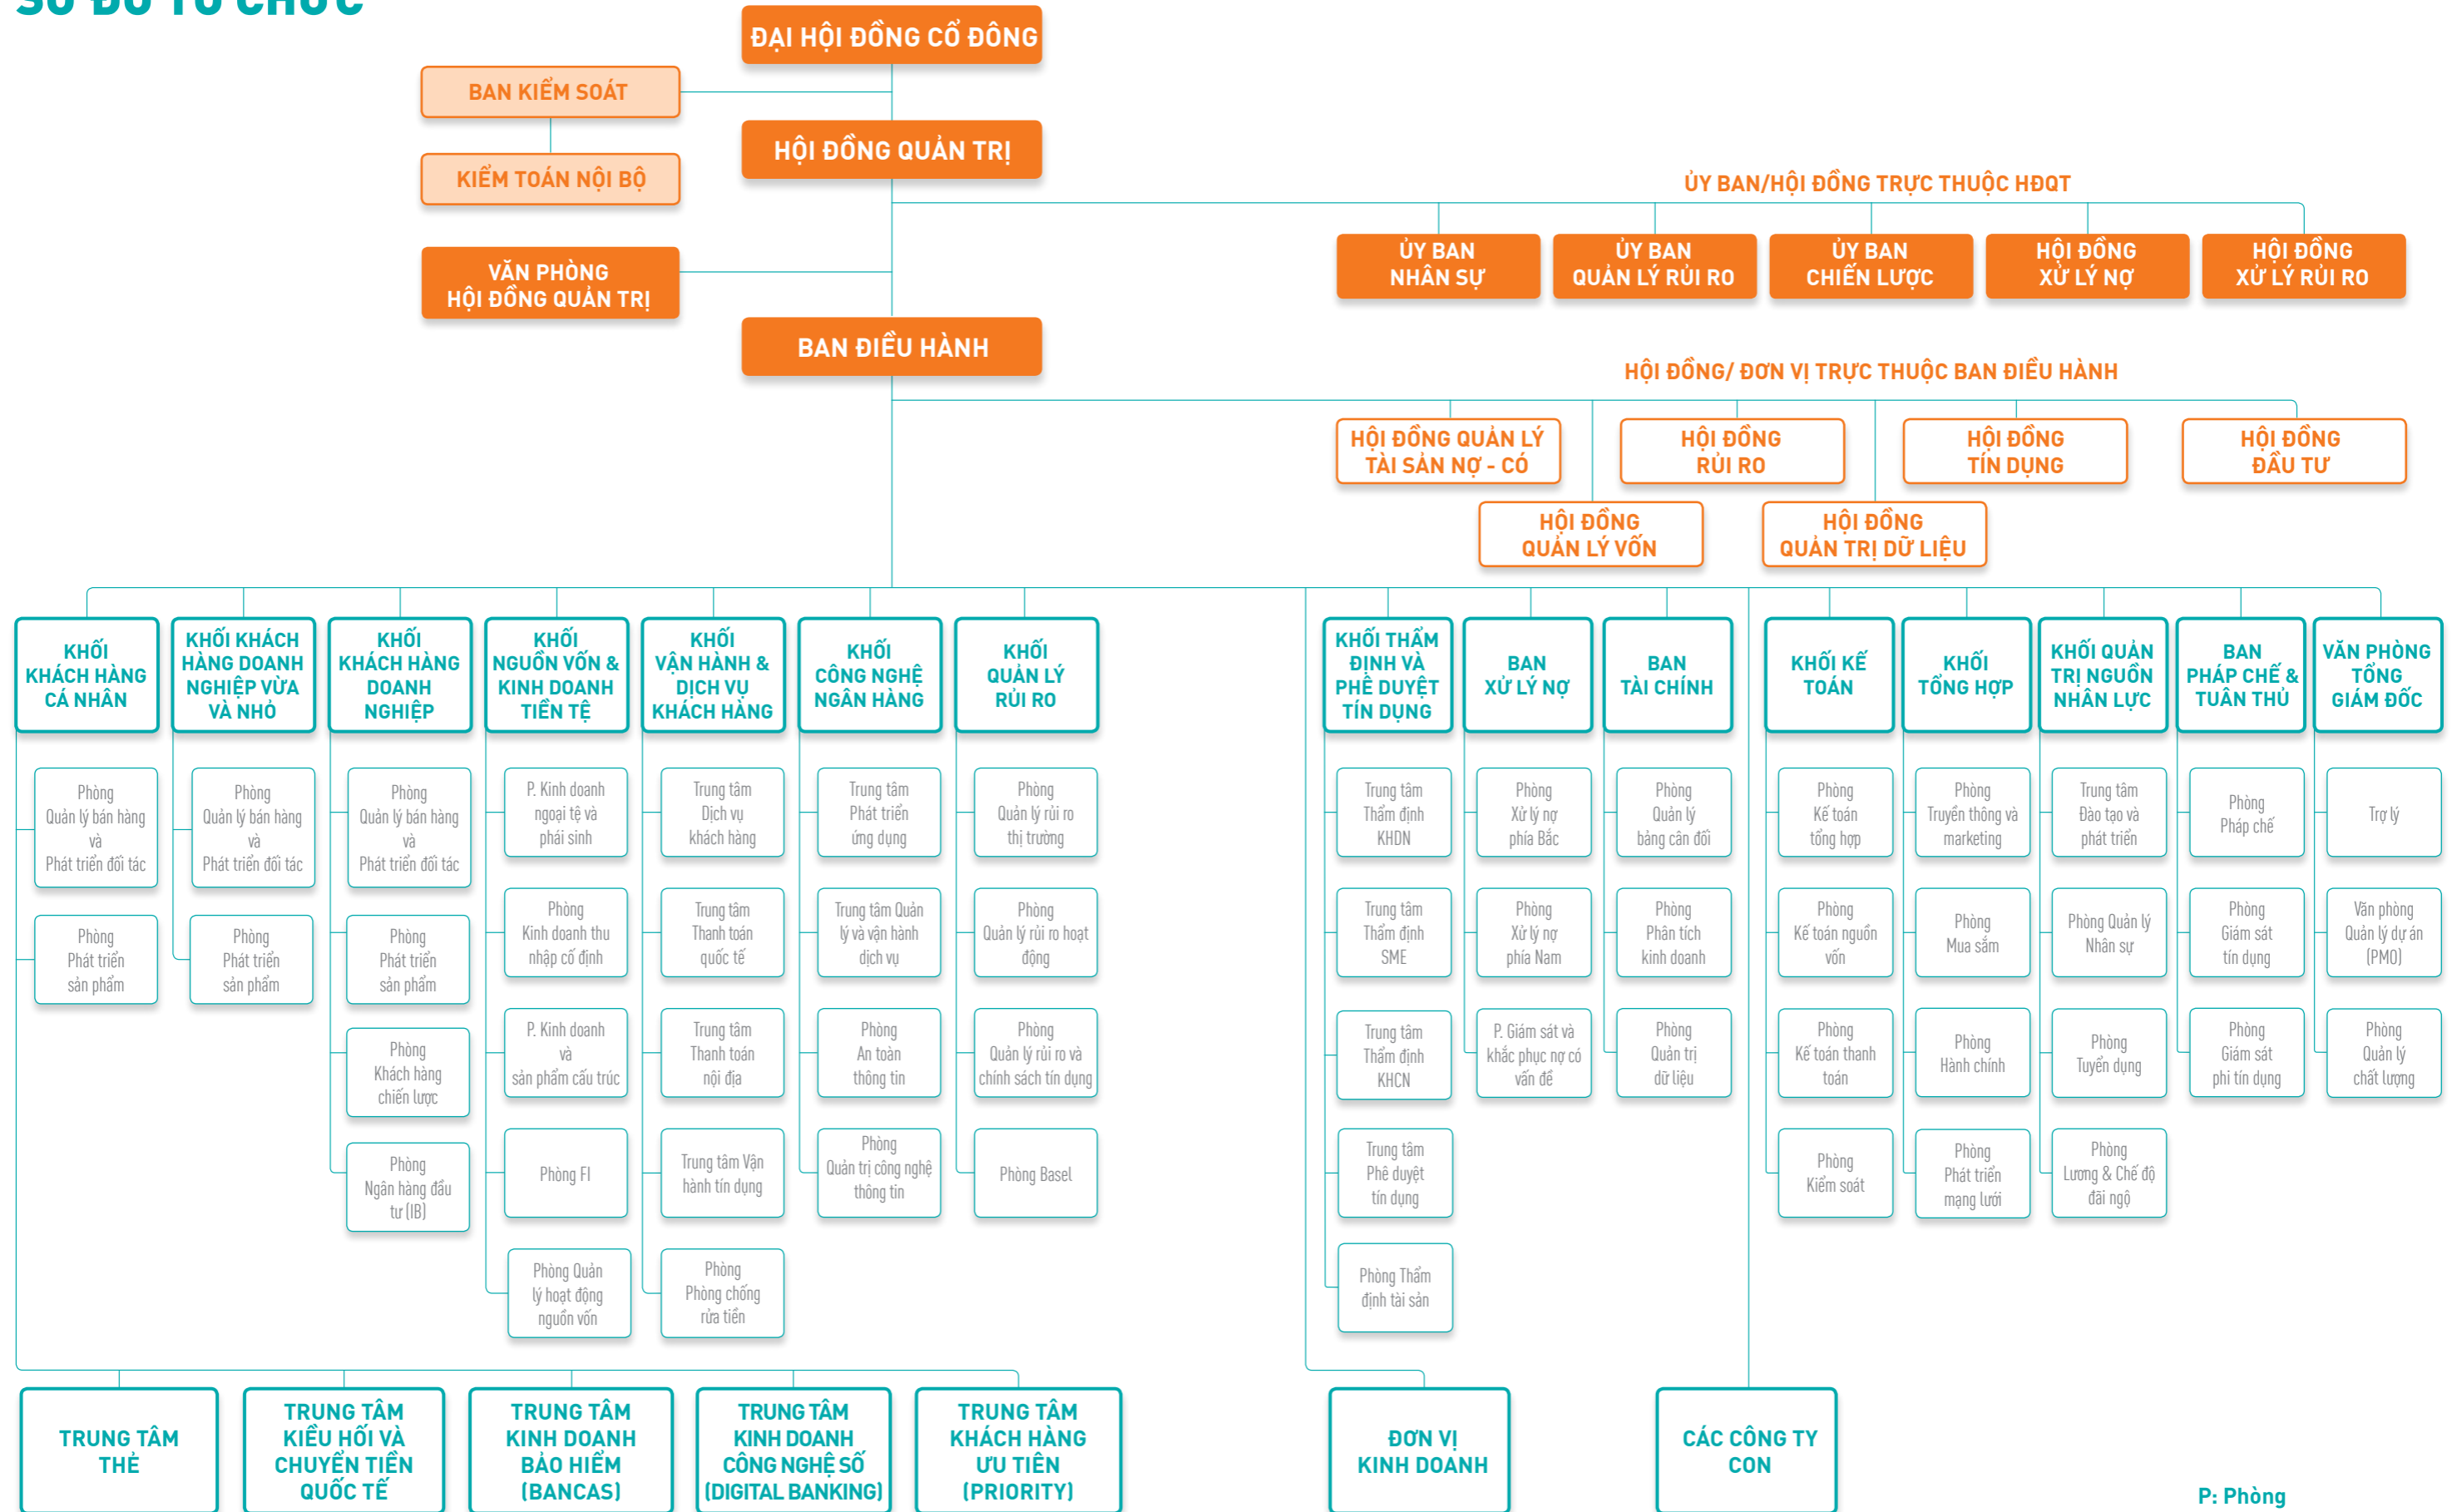 SƠ ĐỒ TỔ CHỨC
ĐẠI HỘI ĐỒNG CỔ ĐÔNG
BAN KIỂM SOÁT
HỘI ĐỒNG QUẢN TRỊ
KIỂM TOÁN NỘI BỘ
ỦY BAN/HỘI ĐỒNG TRỰC THUỘC HĐQT
ỦY BAN
NHÂN SỰ
ỦY BAN
QUẢN LÝ RỦI RO
ỦY BAN
CHIẾN LƯỢC
HỘI ĐỒNG
XỬ LÝ NỢ
HỘI ĐỒNG
XỬ LÝ RỦI RO
VĂN PHÒNG
HỘI ĐỒNG QUẢN TRỊ
BAN ĐIỀU HÀNH
HỘI ĐỒNG/ ĐƠN VỊ TRỰC THUỘC BAN ĐIỀU HÀNH
HỘI ĐỒNG QUẢN LÝ
TÀI SẢN NỢ - CÓ
HỘI ĐỒNG
RỦI RO
HỘI ĐỒNG
TÍN DỤNG
HỘI ĐỒNG
ĐẦU TƯ
HỘI ĐỒNG
QUẢN LÝ VỐN
HỘI ĐỒNG
QUẢN TRỊ DỮ LIỆU
KHỐI
KHÁCH HÀNG
CÁ NHÂN
KHỐI KHÁCH
HÀNG DOANH
NGHIỆP VỪA
VÀ NHỎ
KHỐI
KHÁCH HÀNG
DOANH
NGHIỆP
KHỐI
NGUỒN VỐN &
KINH DOANH
TIỀN TỆ
KHỐI
VẬN HÀNH &
DỊCH VỤ
KHÁCH HÀNG
KHỐI
CÔNG NGHỆ
NGÂN HÀNG
KHỐI
QUẢN LÝ
RỦI RO
KHỐI THẨM
ĐỊNH VÀ
PHÊ DUYỆT
TÍN DỤNG
BAN
XỬ LÝ NỢ
BAN
TÀI CHÍNH
KHỐI KẾ
TOÁN
KHỐI
TỔNG HỢP
KHỐI QUẢN
TRỊ NGUỒN
NHÂN LỰC
BAN
PHÁP CHẾ &
TUÂN THỦ
VĂN PHÒNG
TỔNG
GIÁM ĐỐC
Phòng
Quản lý bán hàng
và
Phát triển đối tác
Phòng
Phát triển
sản phẩm
Phòng
Quản lý bán hàng
và
Phát triển đối tác
Phòng
Phát triển
sản phẩm
Phòng
Quản lý bán hàng
và
Phát triển đối tác
Phòng
Phát triển
sản phẩm
Phòng
Khách hàng
chiến lược
Phòng
Ngân hàng đầu
tư (IB)
P. Kinh doanh
ngoại tệ và
phái sinh
Phòng
Kinh doanh thu
nhập cố định
P. Kinh doanh
và
sản phẩm cấu trúc
Phòng FI
Phòng Quản
lý hoạt động
nguồn vốn
Trung tâm
Dịch vụ
khách hàng
Trung tâm
Thanh toán
quốc tế
Trung tâm
Thanh toán
nội địa
Trung tâm Vận
hành tín dụng
Phòng
Phòng chống
rửa tiền
Trung tâm
Phát triển
ứng dụng
Trung tâm Quản
lý và vận hành
dịch vụ
Phòng
An toàn
thông tin
Phòng
Quản trị công nghệ
thông tin
Phòng
Quản lý rủi ro
thị trường
Phòng
Quản lý rủi ro hoạt
động
Phòng
Quản lý rủi ro và
chính sách tín dụng
Phòng Basel
Trung tâm
Thẩm định
KHDN
Trung tâm
Thẩm định
SME
Trung tâm
Thẩm định
KHCN
Trung tâm
Phê duyệt
tín dụng
Phòng Thẩm
định tài sản
Phòng
Xử lý nợ
phía Bắc
Phòng
Xử lý nợ
phía Nam
P. Giám sát và
khắc phục nợ có
vấn đề
Phòng
Quản lý
bảng cân đối
Phòng
Phân tích
kinh doanh
Phòng
Quản trị
dữ liệu
Phòng
Kế toán
tổng hợp
Phòng
Kế toán nguồn
vốn
Phòng
Kế toán thanh
toán
Phòng
Kiểm soát
Phòng
Truyền thông và
marketing
Phòng
Mua sắm
Phòng
Hành chính
Phòng
Phát triển
mạng lưới
Trung tâm
Đào tạo và
phát triển
Phòng Quản lý
Nhân sự
Phòng
Tuyển dụng
Phòng
Lương & Chế độ
đãi ngộ
Phòng
Pháp chế
Phòng
Giám sát
tín dụng
Phòng
Giám sát
phi tín dụng
Trợ lý
Văn phòng
Quản lý dự án
(PMO)
Phòng
Quản lý
chất lượng
TRUNG TÂM
THẺ
TRUNG TÂM
KIỀU HỐI VÀ
CHUYỂN TIỀN
QUỐC TẾ
TRUNG TÂM
KINH DOANH
BẢO HIỂM
(BANCAS)
TRUNG TÂM
KINH DOANH
CÔNG NGHỆ SỐ
(DIGITAL BANKING)
TRUNG TÂM
KHÁCH HÀNG
ƯU TIÊN
(PRIORITY)
ĐƠN VỊ
KINH DOANH
CÁC CÔNG TY
CON
P: Phòng